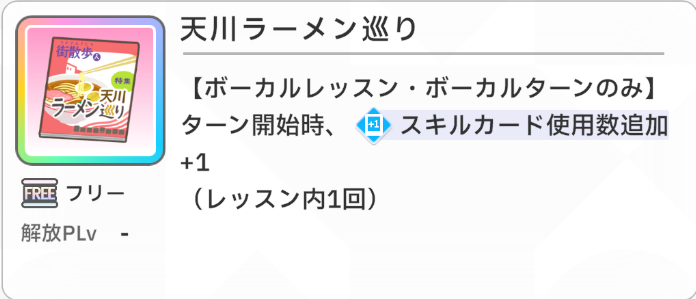 天川ラーメン巡り
街散歩人
特集
天川
ラーメン巡り
【ボーカルレッスン・ボーカルターンのみ】
ターン開始時、 +1 スキルカード使用数追加
+1
（レッスン内1回）
FREE フリー
解放PLv -